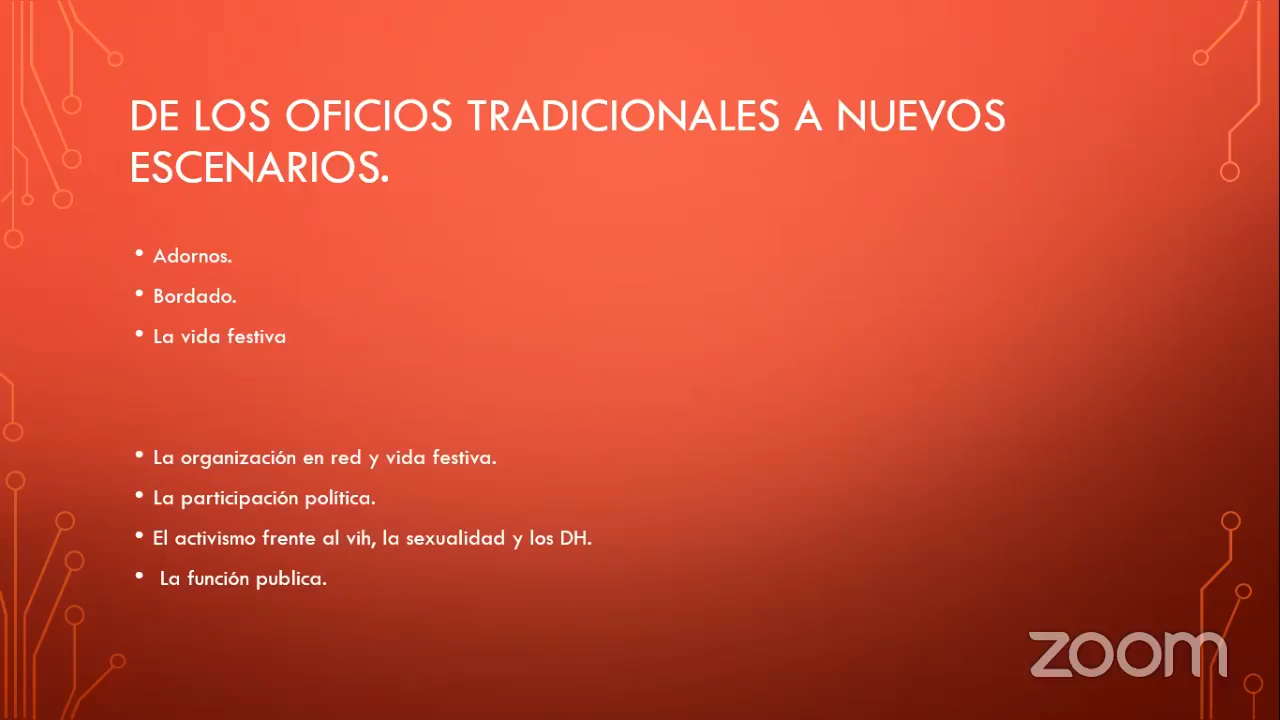 DE LOS OFICIOS TRADICIONALES A NUEVOS
ESCENARIOS.
• Adornos.
• Bordado.
• La vida festiva
• La organización en red y vida festiva.
• La participación política.
• El activismo frente al vih, la sexualidad y los DH.
• La función publica.
zoom